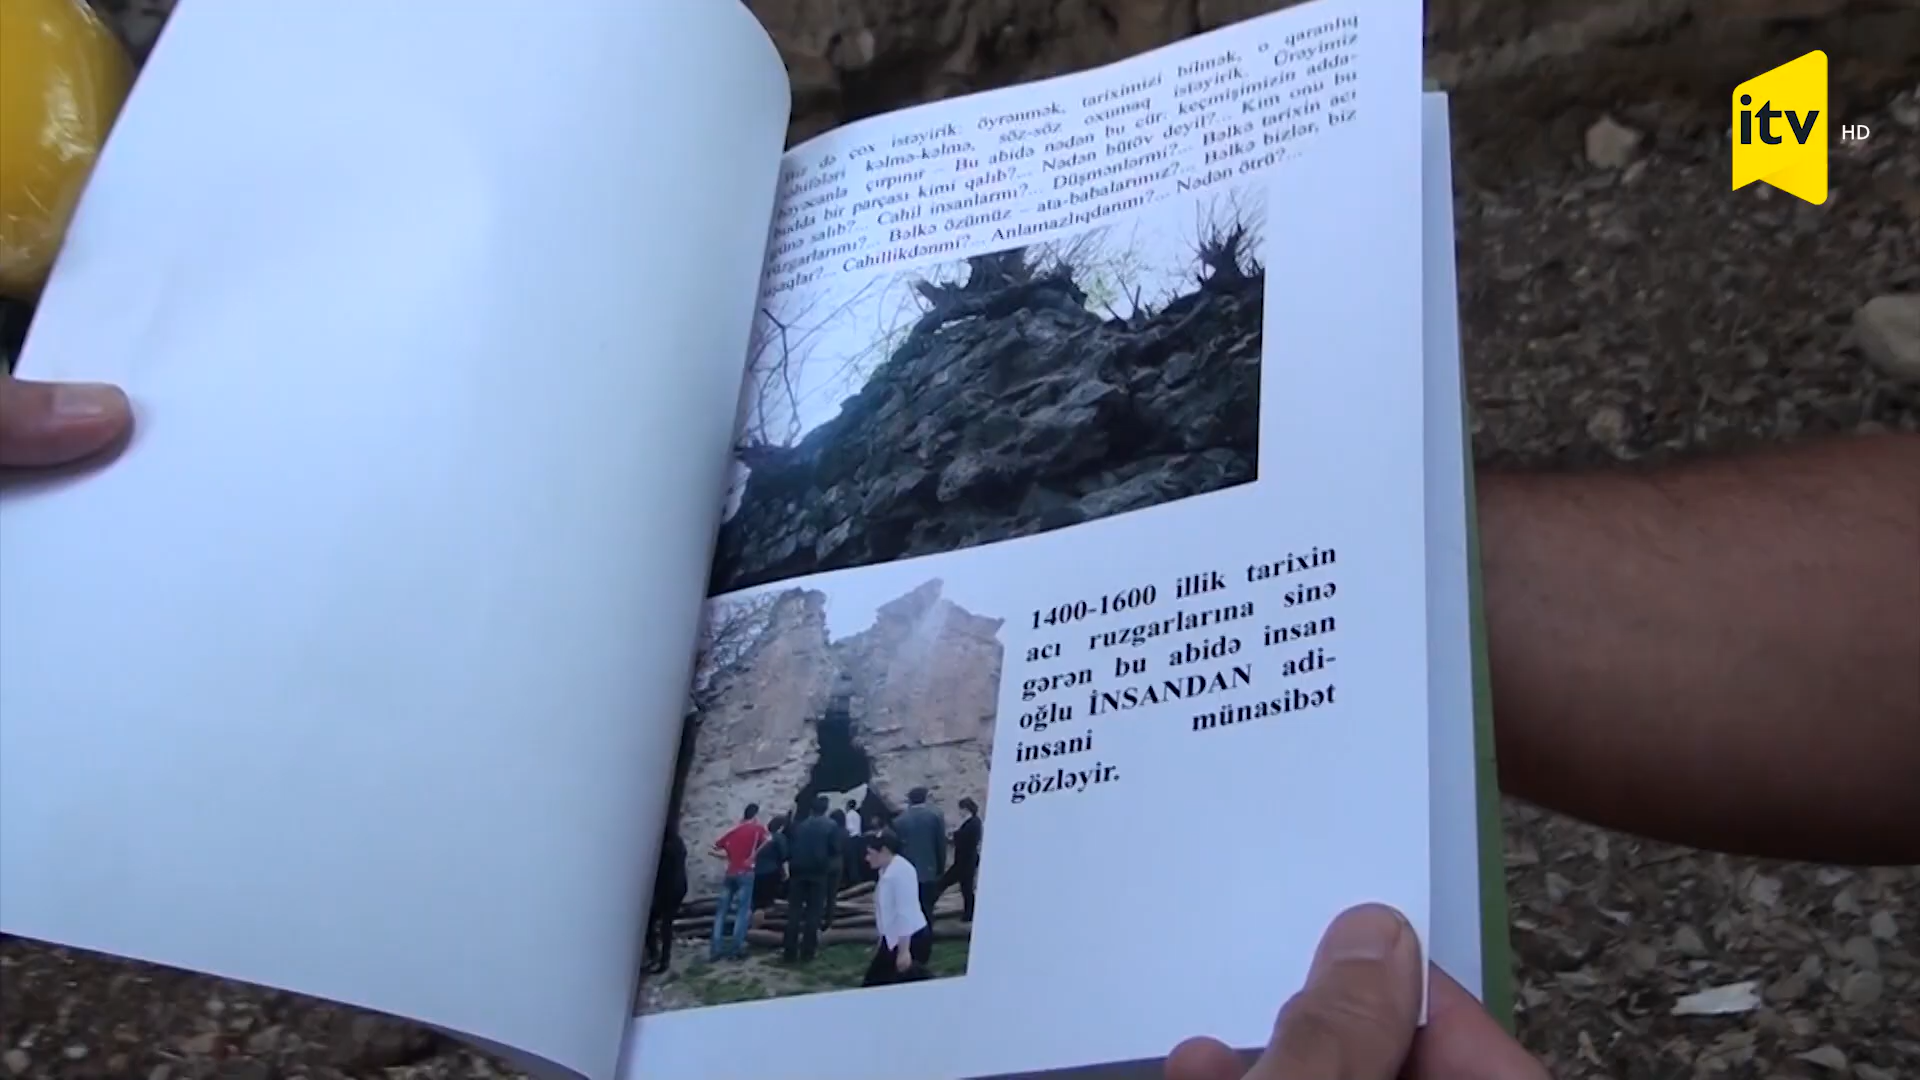 Biz də çox istəyirik: öyrənmək, tariximizi bilmək, o qaranlıq
səhifələri kəlmə-kəlmə, söz-söz oxumaq istəyirik. Ürəyimiz
həyəcanla çırpınır – Bu abidə nədən bu cür, keçmişimizin adda-
budda bir parçası kimi qalıb?... Nədən bütöv deyil?... Kim onu bu
günə salıb?... Cahil insanlarmı?... Düşmənlərmi?... Bəlkə tarixin acı
ruzgarlarımı?... Bəlkə özümüz – ata-babalarımız?... Bəlkə bizlər, biz
uşaqlar?... Cahillikdənmi?... Anlamazlıqdanmı?... Nədən ötrü?...
1400-1600 illik tarixin
acı ruzgarlarına sinə
gərən bu abidə insan
oğlu İNSANDAN adi-
insani münasibət
gözləyir.
itv HD